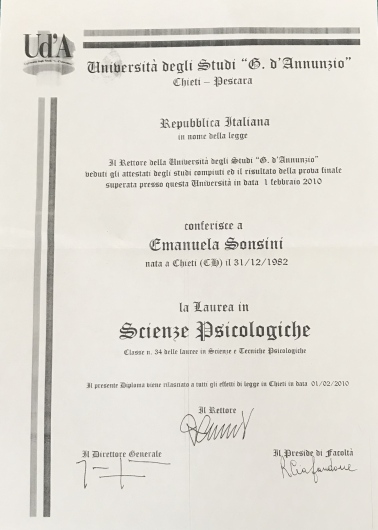 Ud'A
Università degli Studi "G. d'Annunzio"
Chieti – Pescara
Repubblica Italiana
in nome della legge
Il Rettore della Università degli Studi "G. d'Annunzio"
veduti gli attestati degli studi compiuti ed il risultato della prova finale
superata presso questa Università in data 1 febbraio 2010
conferisce a
Emanuela Sonsini
nata a Chieti (CH) il 31/12/1982
la Laurea in
Scienze Psicologiche
Classe n. 34 delle lauree in Scienze e Tecniche Psicologiche
Il presente Diploma viene rilasciato a tutti gli effetti di legge in Chieti in data 01/02/2010
Il Rettore
Il Direttore Generale
Il Preside di Facoltà